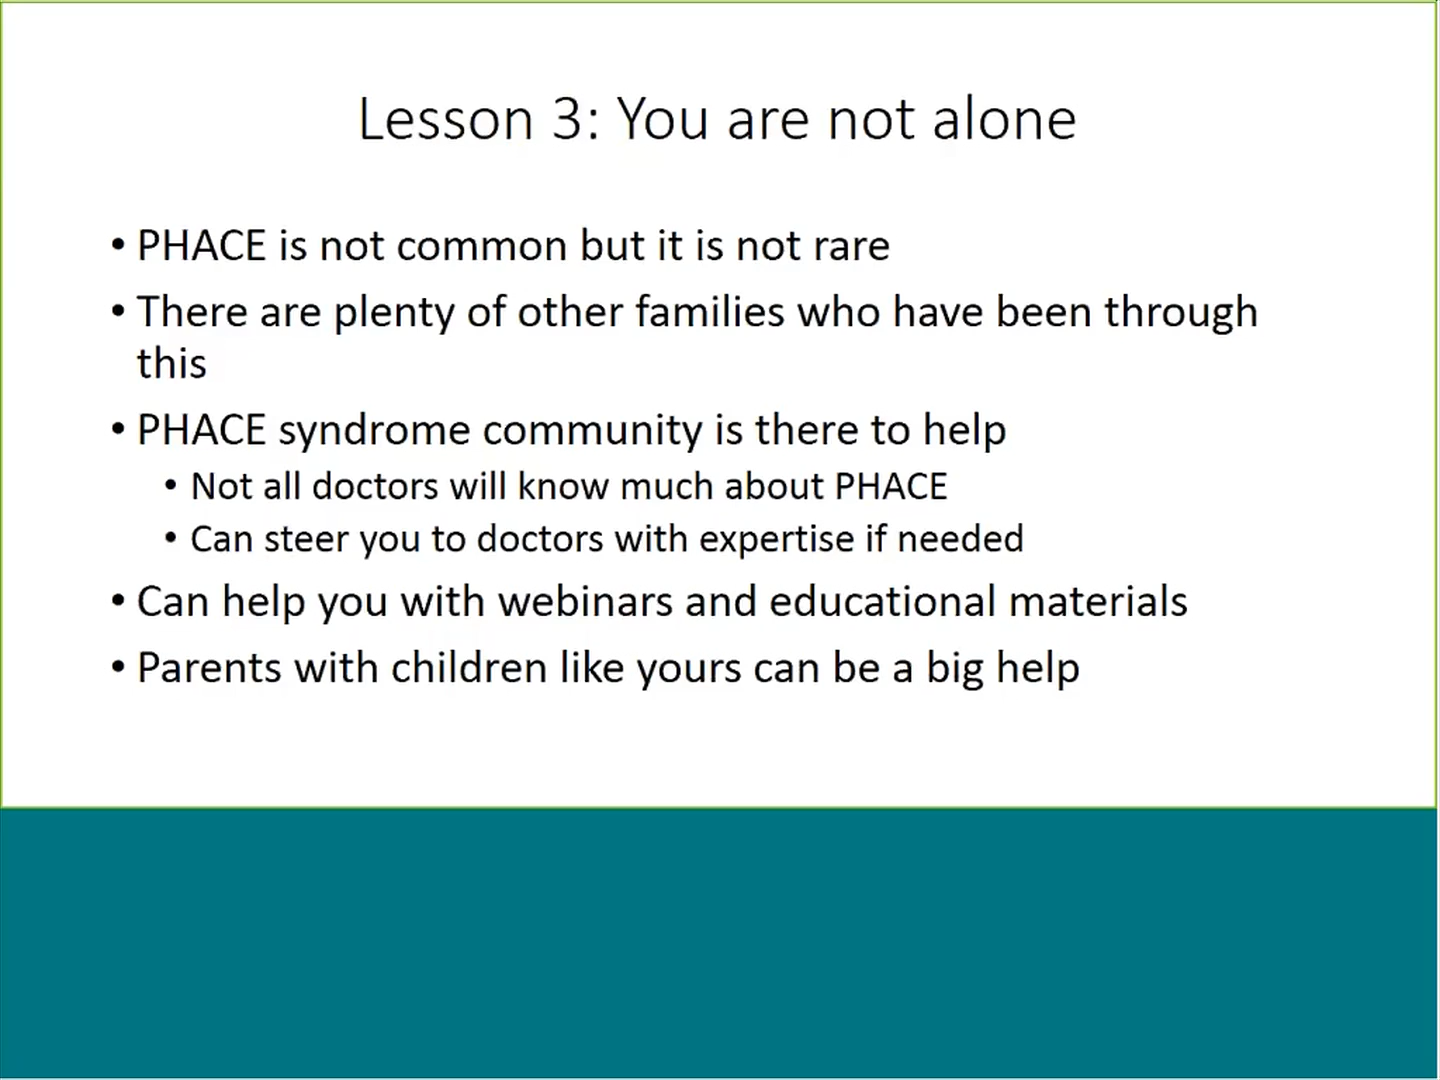 Lesson 3: You are not alone
• PHACE is not common but it is not rare
• There are plenty of other families who have been through
this
• PHACE syndrome community is there to help
• Not all doctors will know much about PHACE
• Can steer you to doctors with expertise if needed
• Can help you with webinars and educational materials
• Parents with children like yours can be a big help